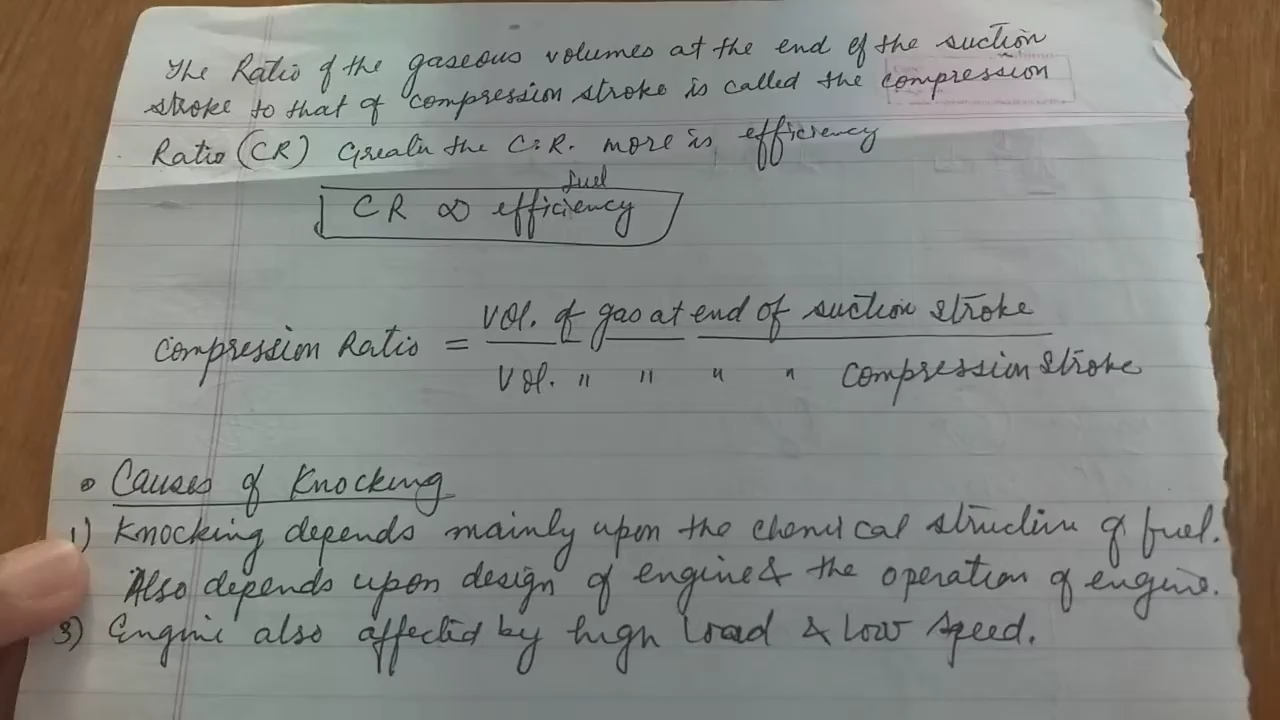 The Ratio of the gaseous volumes at the end of the suction
stroke to that of compression stroke is called the compression
Ratio (CR) Greater the C.R. more is efficiency
fuel
CR ∝ efficiency
Compression Ratio = Vol. of gas at end of suction stroke
Vol. " " " " Compression stroke
Causes of Knocking
1) Knocking depends mainly upon the chemical structure of fuel.
Also depends upon design of engine & the operation of engine.
3) Engine also affected by high load & low speed.